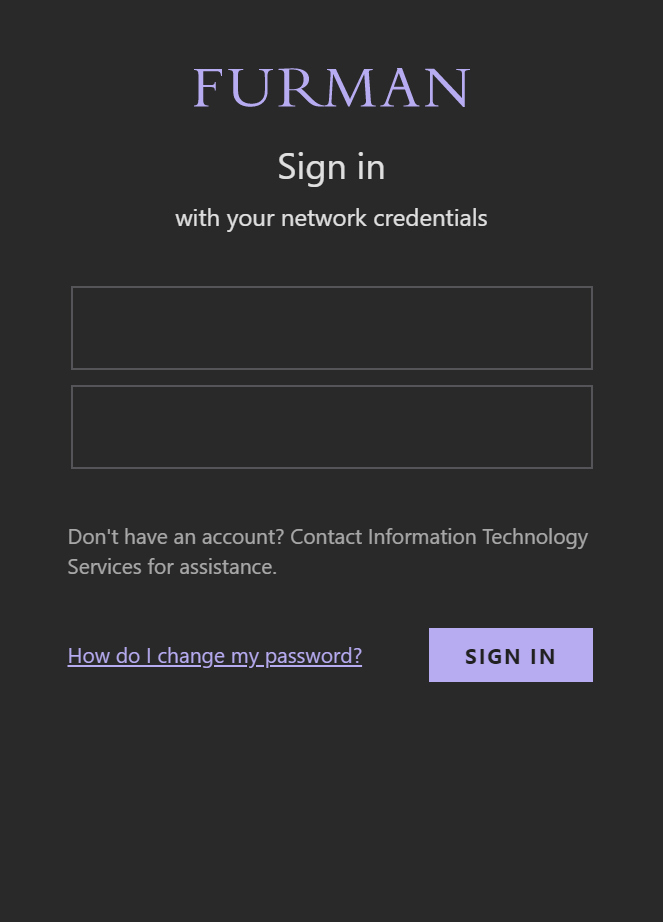 FURMAN
Sign in
with your network credentials
Don't have an account? Contact Information Technology
Services for assistance.
How do I change my password?
SIGN IN